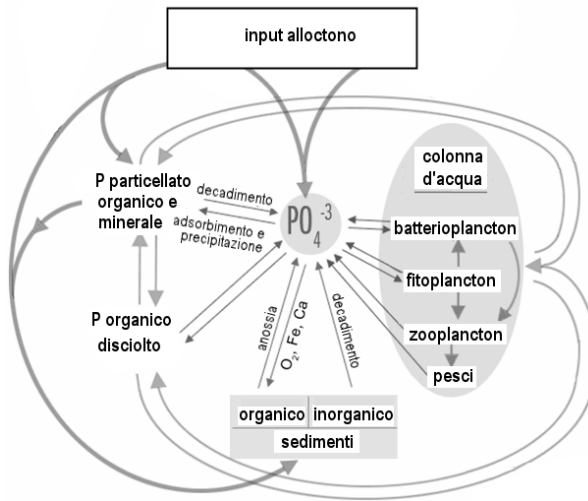 input alloctono
P particellato
organico e
minerale
decadimento
adsorbimento e
precipitazione
PO4-3
colonna
d'acqua
batterioplancton
fitoplancton
zooplancton
pesci
P organico
disciolto
anossia
O2, Fe, Ca
decadimento
organico inorganico
sedimenti